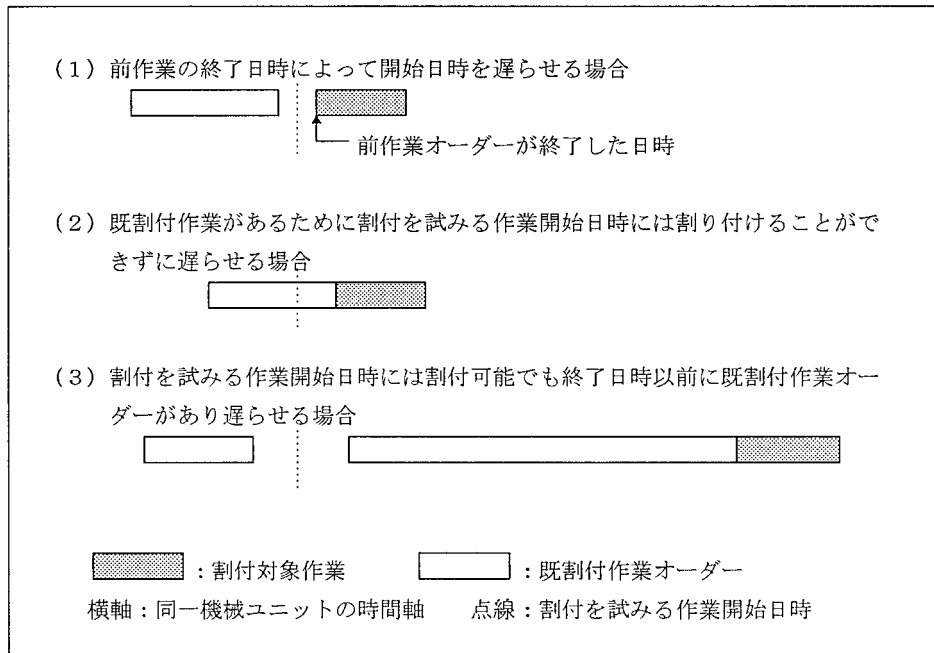 (1) 前作業の終了日時によって開始日時を遅らせる場合
前作業オーダーが終了した日時
(2) 既割付作業があるために割付を試みる作業開始日時には割り付けることがで
きずに遅らせる場合
(3) 割付を試みる作業開始日時には割付可能でも終了日時以前に既割付作業オー
ダーがあり遅らせる場合
:割付対象作業 :既割付作業オーダー
横軸:同一機械ユニットの時間軸 点線:割付を試みる作業開始日時